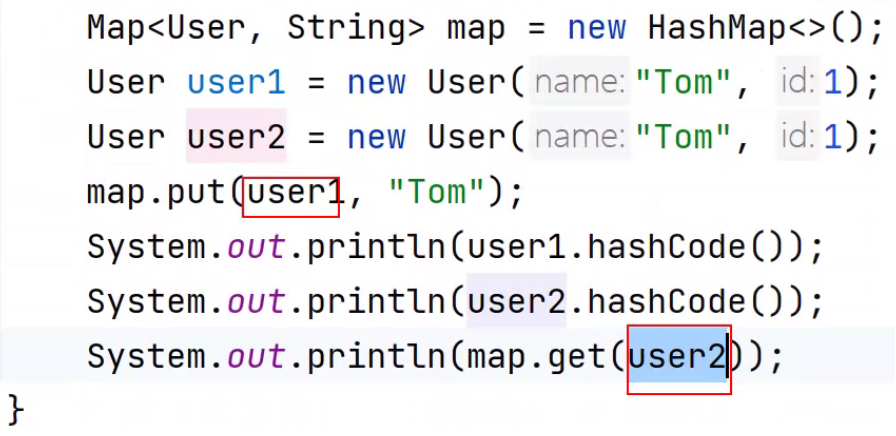 Map<User, String> map = new HashMap<>();
User user1 = new User( name: "Tom", id: 1);
User user2 = new User( name: "Tom", id: 1);
map.put(user1, "Tom");
System.out.println(user1.hashCode());
System.out.println(user2.hashCode());
System.out.println(map.get(user2));
}